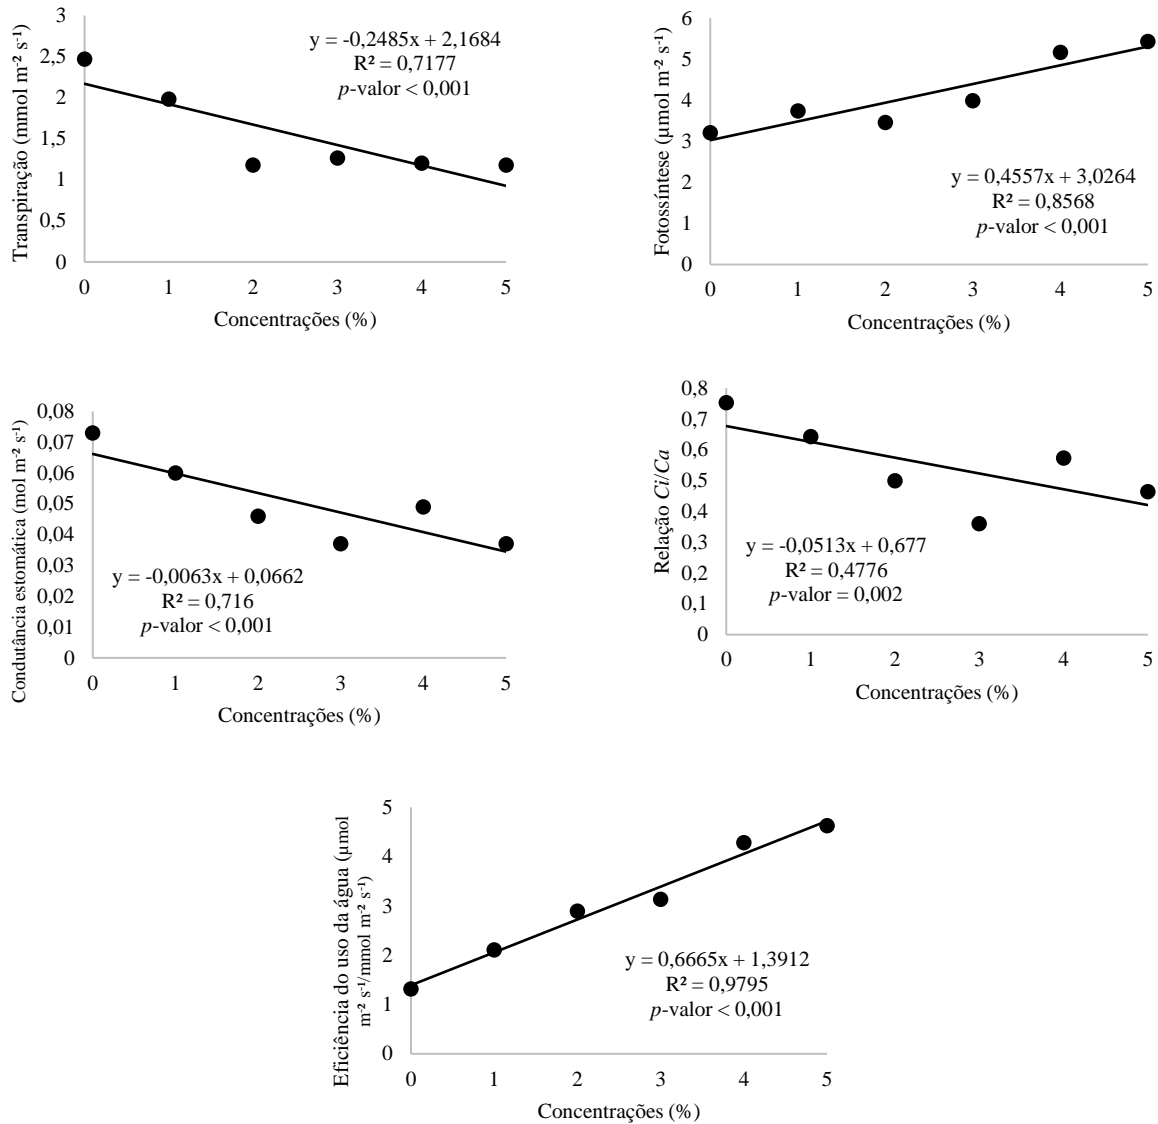 Transpiração (mmol m⁻² s⁻¹)
3
2,5
2
1,5
1
0,5
0
y = -0,2485x + 2,1684
R² = 0,7177
p-valor < 0,001
0 1 2 3 4 5
Concentrações (%)
Fotossíntese (µmol m⁻² s⁻¹)
6
5
4
3
2
1
0
y = 0,4557x + 3,0264
R² = 0,8568
p-valor < 0,001
0 1 2 3 4 5
Concentrações (%)
Condutância estomática (mol m⁻² s⁻¹)
0,08
0,07
0,06
0,05
0,04
0,03
0,02
0,01
0
y = -0,0063x + 0,0662
R² = 0,716
p-valor < 0,001
0 1 2 3 4 5
Concentrações (%)
Relação Ci/Ca
0,8
0,7
0,6
0,5
0,4
0,3
0,2
0,1
0
y = -0,0513x + 0,677
R² = 0,4776
p-valor = 0,002
0 1 2 3 4 5
Concentrações (%)
Eficiência do uso da água (µmol
m⁻² s⁻¹/mmol m⁻² s⁻¹)
5
4
3
2
1
0
y = 0,6665x + 1,3912
R² = 0,9795
p-valor < 0,001
0 1 2 3 4 5
Concentrações (%)